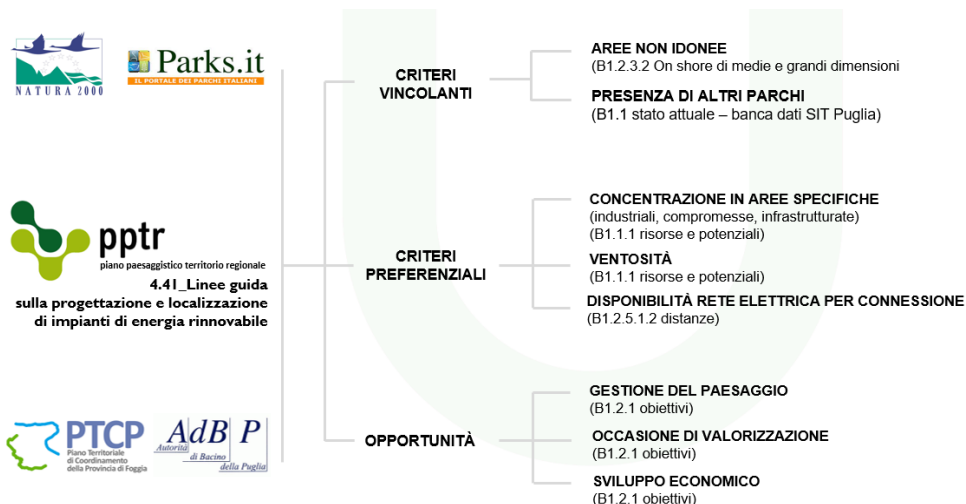 NATURA 2000
Parks.it
IL PORTALE DEI PARCHI ITALIANI
pptr
piano paesaggistico territorio regionale
4.41_Linee guida
sulla progettazione e localizzazione
di impianti di energia rinnovabile
PTCP
Piano Territoriale
di Coordinamento
della Provincia di Foggia
AdB P
Autorità
di Bacino
della Puglia
CRITERI
VINCOLANTI
AREE NON IDONEE
(B1.2.3.2 On shore di medie e grandi dimensioni
PRESENZA DI ALTRI PARCHI
(B1.1 stato attuale – banca dati SIT Puglia)
CRITERI
PREFERENZIALI
CONCENTRAZIONE IN AREE SPECIFICHE
(industriali, compromesse, infrastrutturate)
(B1.1.1 risorse e potenziali)
VENTOSITÀ
(B1.1.1 risorse e potenziali)
DISPONIBILITÀ RETE ELETTRICA PER CONNESSIONE
(B1.2.5.1.2 distanze)
OPPORTUNITÀ
GESTIONE DEL PAESAGGIO
(B1.2.1 obiettivi)
OCCASIONE DI VALORIZZAZIONE
(B1.2.1 obiettivi)
SVILUPPO ECONOMICO
(B1.2.1 obiettivi)